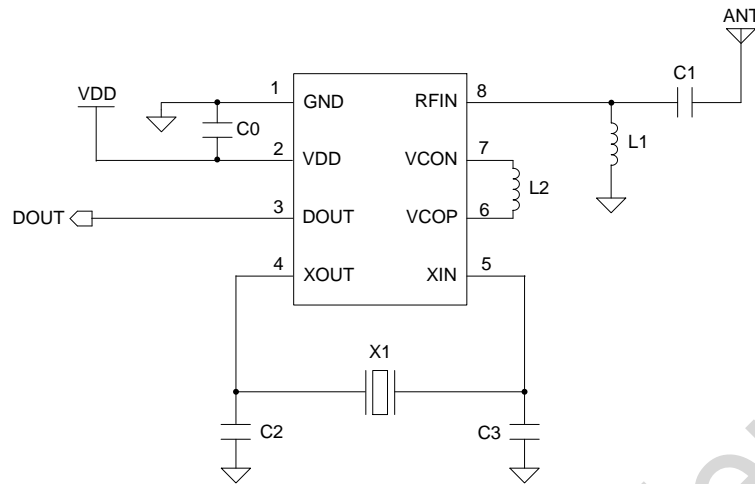 ANT
C1
VDD
1 GND RFIN 8
C0
L1
2 VDD VCON 7
L2
DOUT 3 DOUT VCOP 6
4 XOUT XIN 5
X1
C2 C3